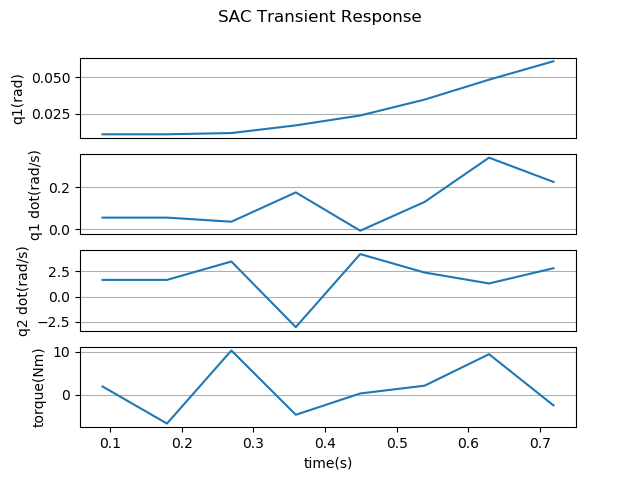 SAC Transient Response
0.050
0.025
q1(rad)
0.2
0.0
q1 dot(rad/s)
2.5
0.0
−2.5
q2 dot(rad/s)
10
0
torque(Nm)
0.1 0.2 0.3 0.4 0.5 0.6 0.7
time(s)